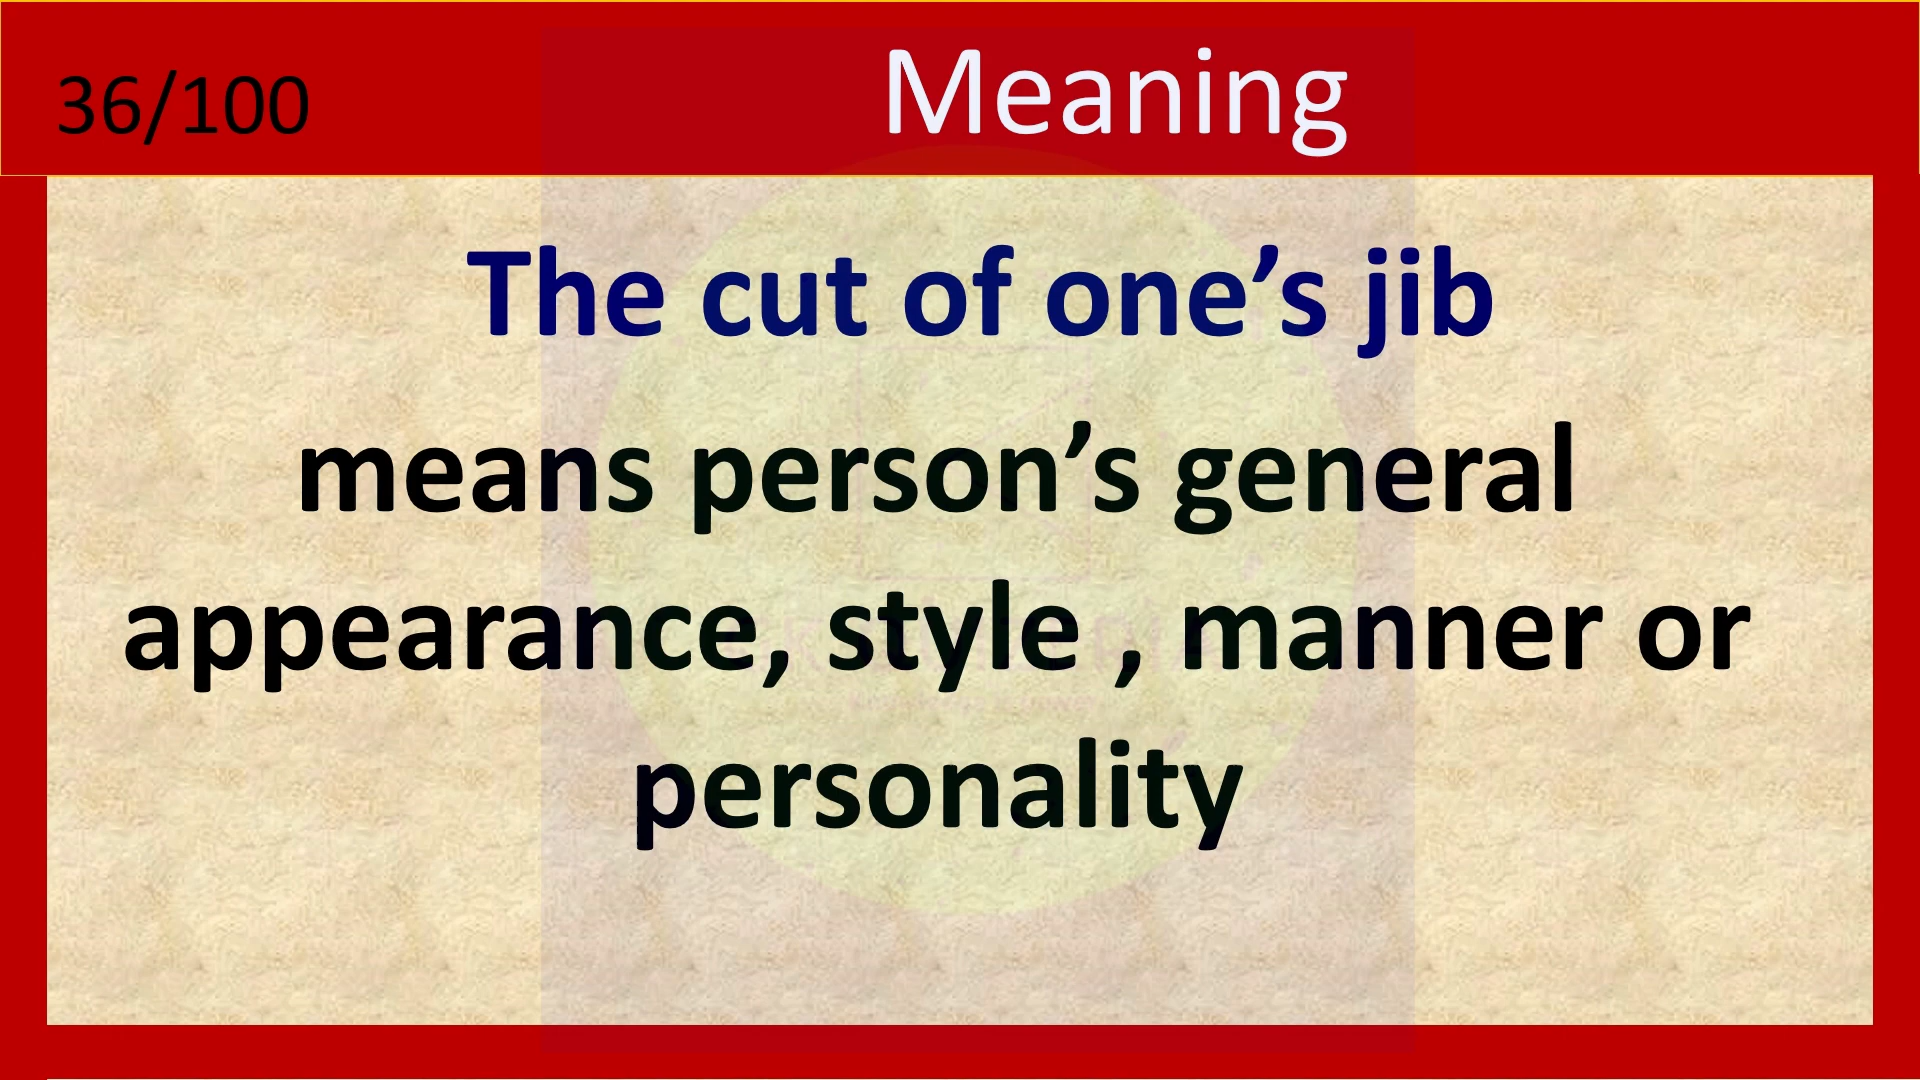 36/100
Meaning
The cut of one’s jib
means person’s general
appearance, style , manner or
personality